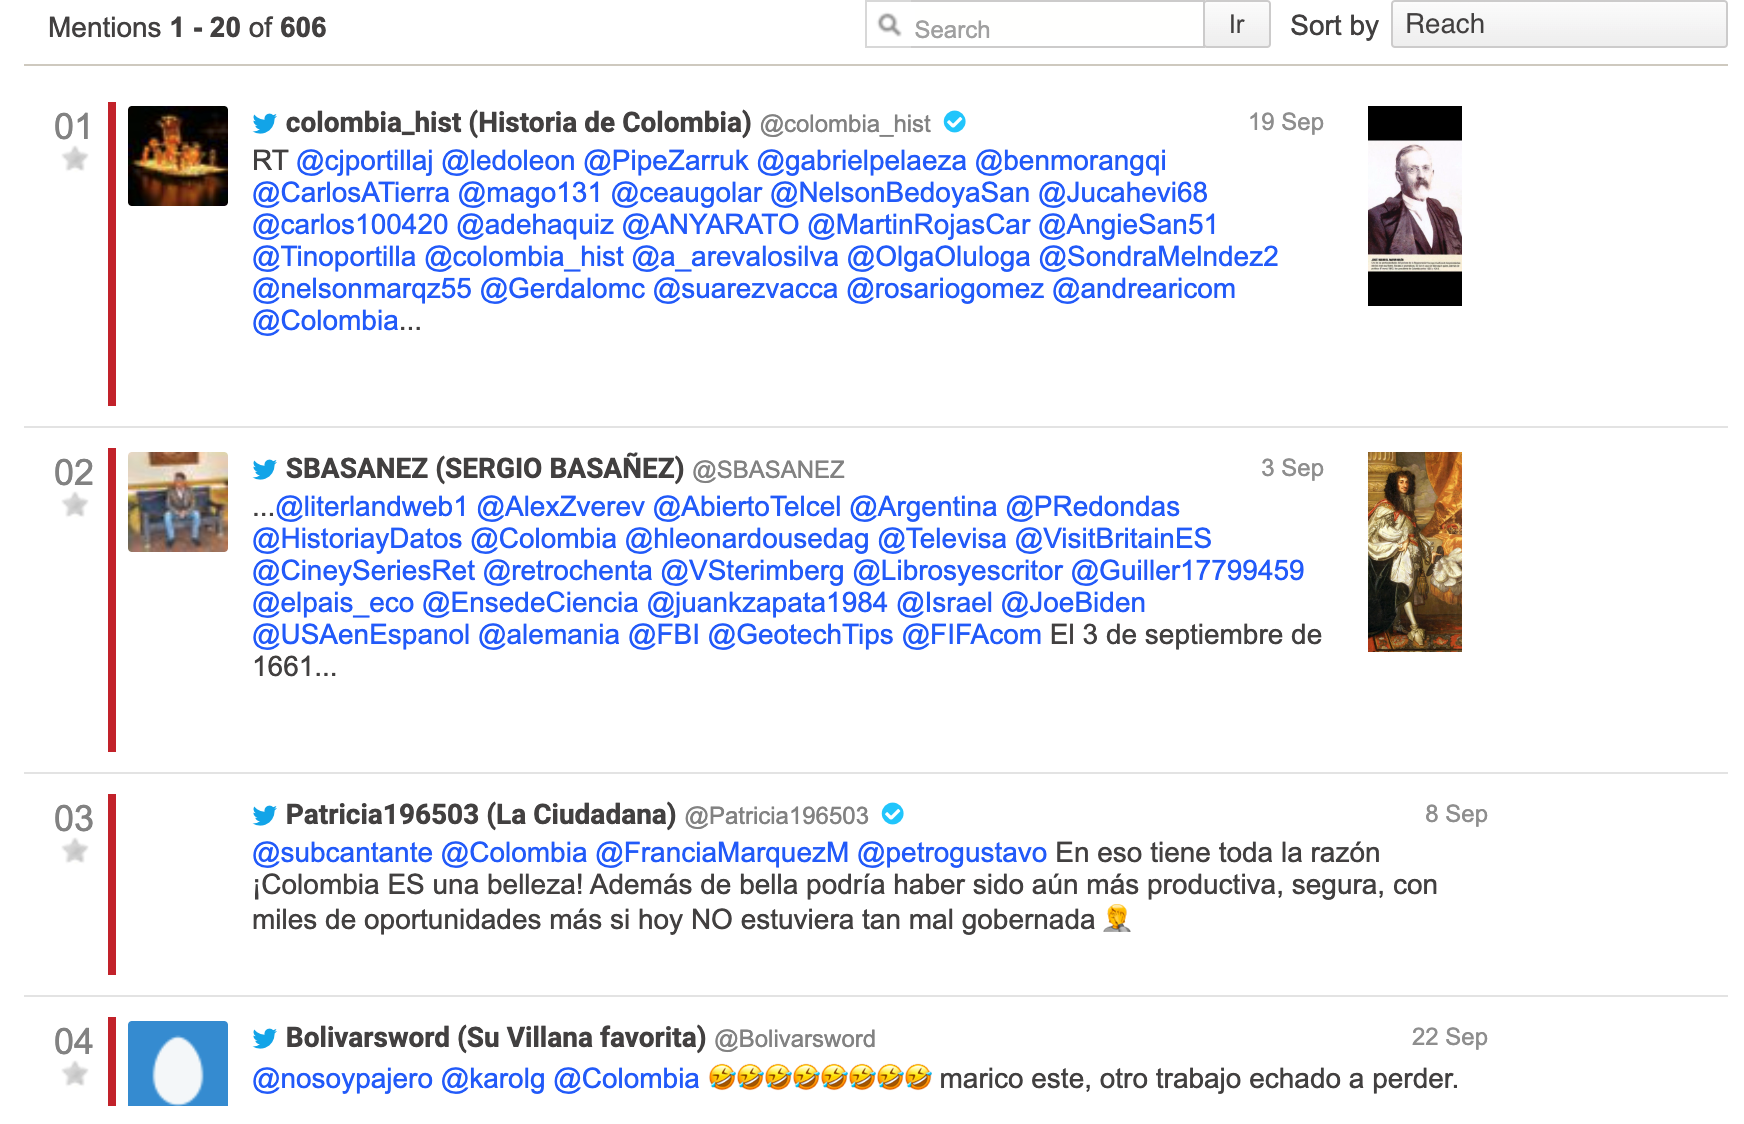 Mentions 1 - 20 of 606
Search
Ir
Sort by
Reach
01
colombia_hist (Historia de Colombia) @colombia_hist
19 Sep
RT @cjportillaj @ledoleon @PipeZarruk @gabrielpelaeza @benmorangqi
@CarlosATierra @mago131 @ceaugolar @NelsonBedoyaSan @Jucahevi68
@carlos100420 @adehaquiz @ANYARATO @MartinRojasCar @AngieSan51
@Tinoportilla @colombia_hist @a_arevalosilva @OlgaOluloga @SondraMelndez2
@nelsonmarqz55 @Gerdalomc @suarezvacca @rosariogomez @andrearicom
@Colombia...
02
SBASANEZ (SERGIO BASAÑEZ) @SBASANEZ
3 Sep
...@literlandweb1 @AlexZverev @AbiertoTelcel @Argentina @PRedondas
@HistoriayDatos @Colombia @hleonardousedag @Televisa @VisitBritainES
@CineySeriesRet @retrochenta @VSterimberg @Librosyescritor @Guiller17799459
@elpais_eco @EnsedeCiencia @juankzapata1984 @Israel @JoeBiden
@USAenEspanol @alemania @FBI @GeotechTips @FIFAcom El 3 de septiembre de
1661...
03
Patricia196503 (La Ciudadana) @Patricia196503
8 Sep
@subcantante @Colombia @FranciaMarquezM @petrogustavo En eso tiene toda la razón
¡Colombia ES una belleza! Además de bella podría haber sido aún más productiva, segura, con
miles de oportunidades más si hoy NO estuviera tan mal gobernada 🤦
04
Bolivarsword (Su Villana favorita) @Bolivarsword
22 Sep
@nosoypajero @karolg @Colombia 🤣🤣🤣🤣🤣🤣🤣🤣 marico este, otro trabajo echado a perder.